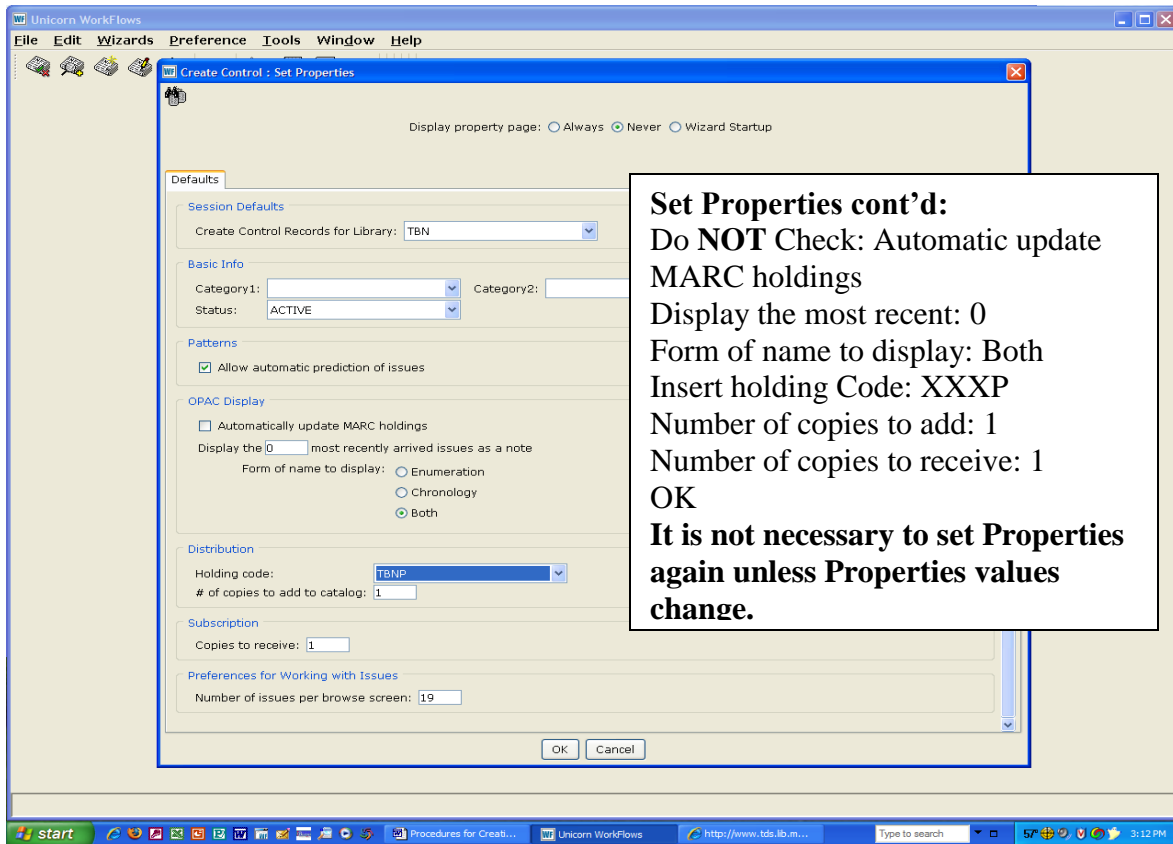 Unicorn WorkFlows
File Edit Wizards Preference Tools Window Help
Create Control : Set Properties
Display property page: Always Never Wizard Startup
Defaults
Session Defaults
Create Control Records for Library: TBN
Basic Info
Category1: Category2:
Status: ACTIVE
Patterns
Allow automatic prediction of issues
OPAC Display
Automatically update MARC holdings
Display the 0 most recently arrived issues as a note
Form of name to display: Enumeration
Chronology
Both
Distribution
Holding code: TBNP
# of copies to add to catalog: 1
Subscription
Copies to receive: 1
Preferences for Working with Issues
Number of issues per browse screen: 19
OK Cancel
Set Properties cont’d:
Do NOT Check: Automatic update
MARC holdings
Display the most recent: 0
Form of name to display: Both
Insert holding Code: XXXP
Number of copies to add: 1
Number of copies to receive: 1
OK
It is not necessary to set Properties
again unless Properties values
change.
start Procedures for Creati... Unicorn WorkFlows http://www.tds.lib.m... Type to search 57° 3:12 PM